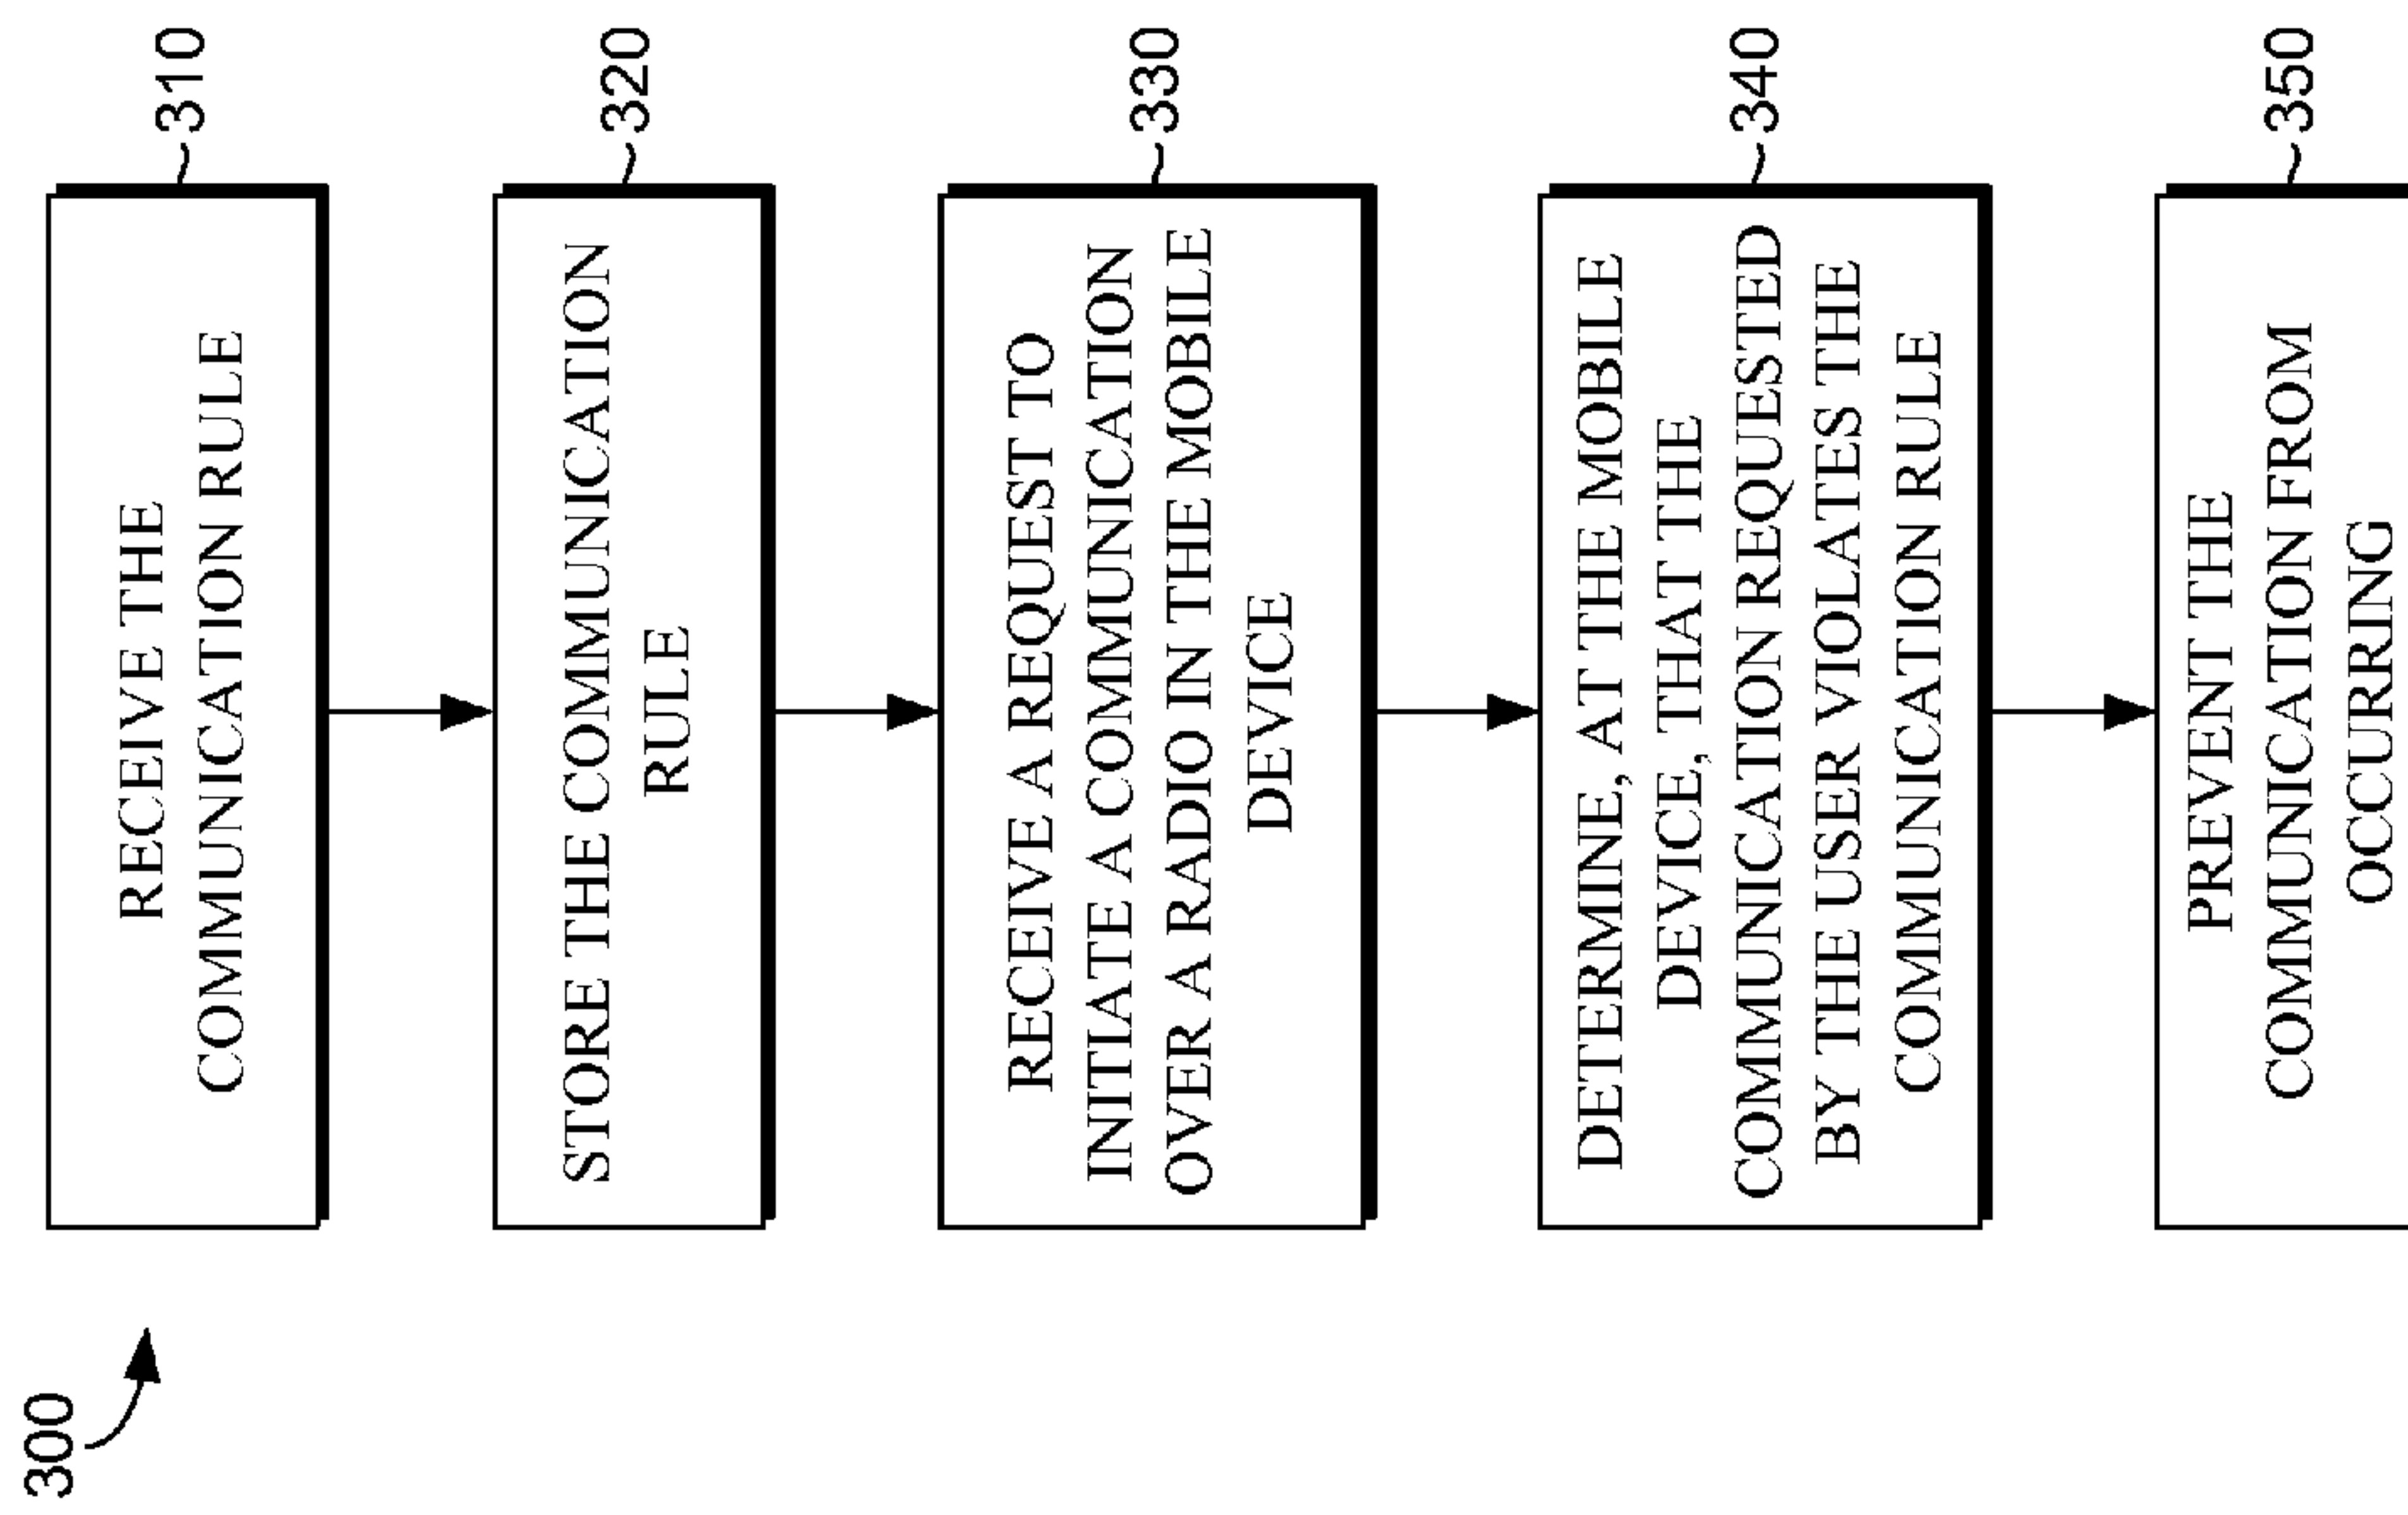 300
RECEIVE THE
COMMUNICATION RULE
310
STORE THE COMMUNICATION
RULE
320
RECEIVE A REQUEST TO
INITIATE A COMMUNICATION
OVER A RADIO IN THE MOBILE
DEVICE
330
DETERMINE, AT THE MOBILE
DEVICE, THAT THE
COMMUNICATION REQUESTED
BY THE USER VIOLATES THE
COMMUNICATION RULE
340
PREVENT THE
COMMUNICATION FROM
OCCURRING
350